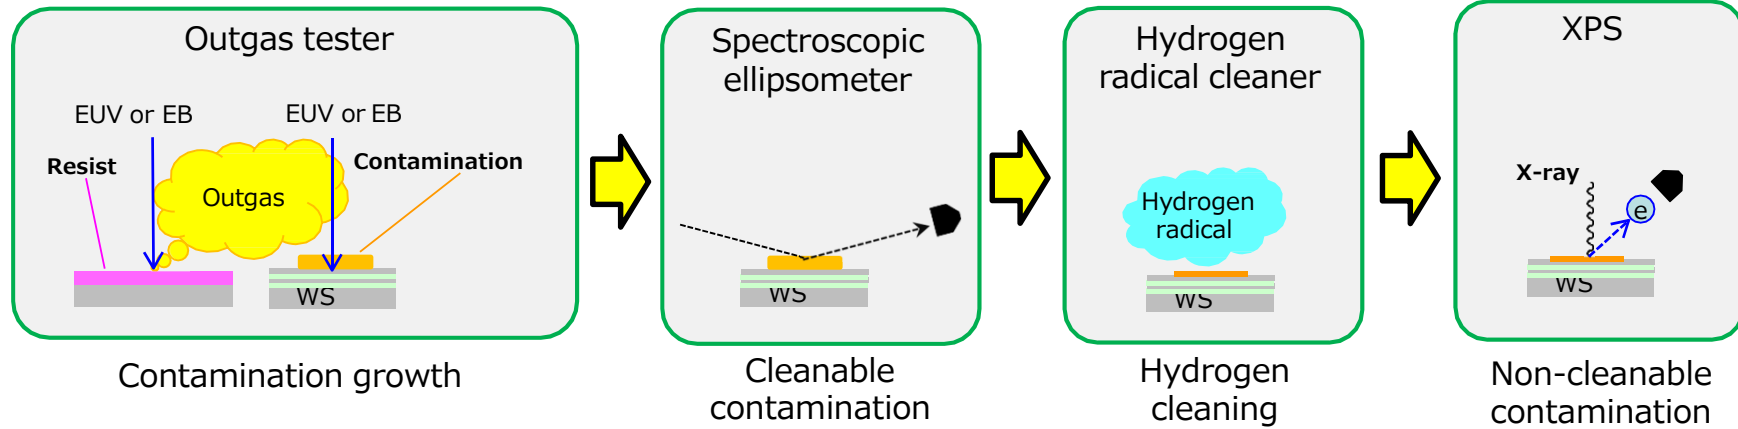 Outgas tester
EUV or EB
EUV or EB
Resist
Contamination
Outgas
WS
Contamination growth
Spectroscopic
ellipsometer
WS
Cleanable
contamination
Hydrogen
radical cleaner
Hydrogen
radical
WS
Hydrogen
cleaning
XPS
X-ray
e
WS
Non-cleanable
contamination